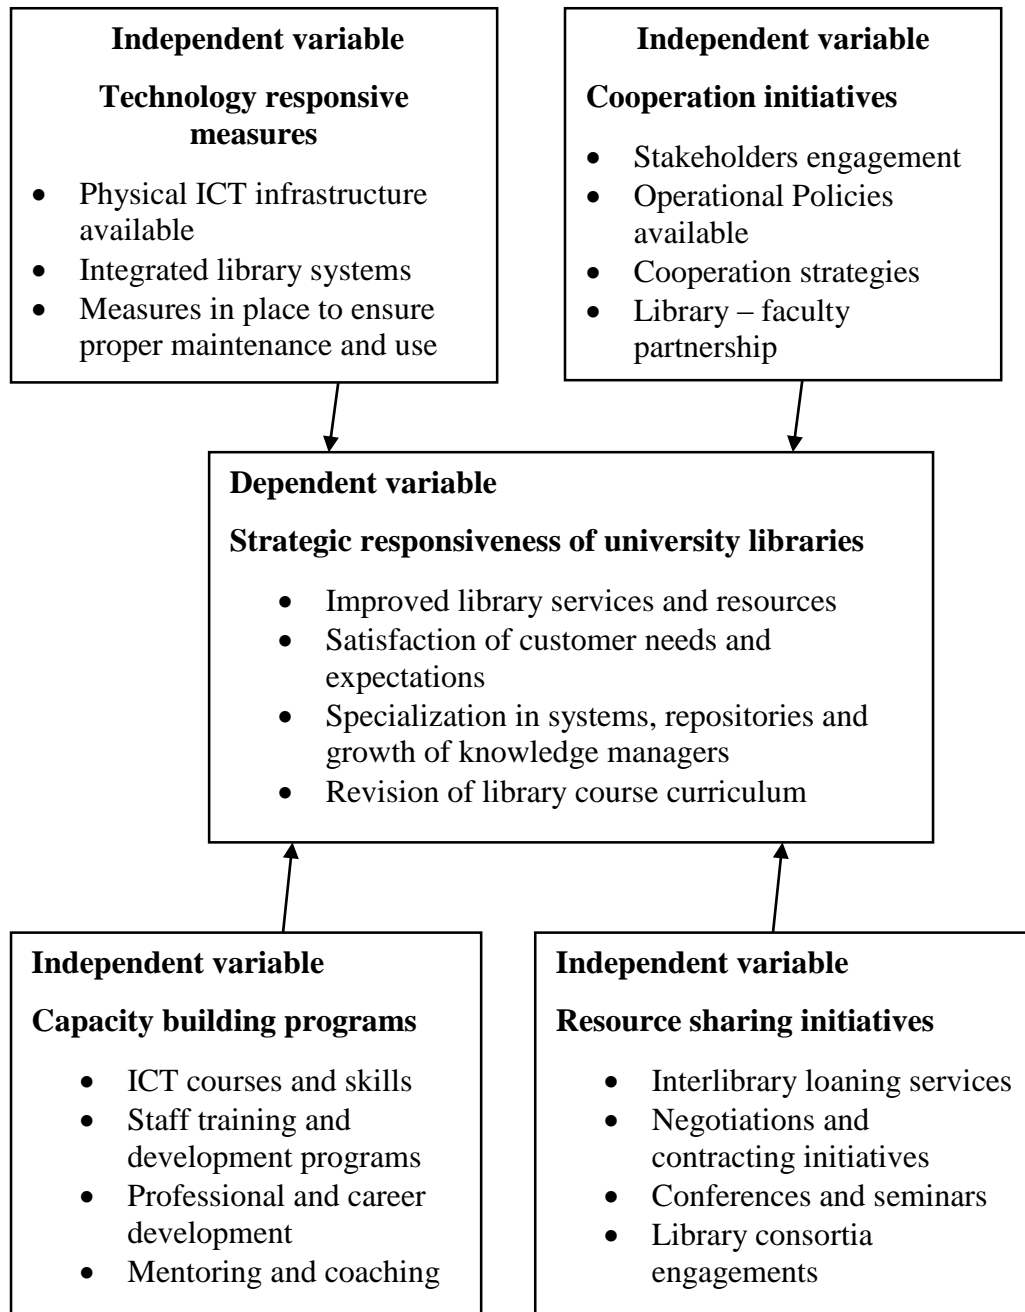 Independent variable
Technology responsive
measures
• Physical ICT infrastructure
available
• Integrated library systems
• Measures in place to ensure
proper maintenance and use
Independent variable
Cooperation initiatives
• Stakeholders engagement
• Operational Policies
available
• Cooperation strategies
• Library – faculty
partnership
Dependent variable
Strategic responsiveness of university libraries
• Improved library services and resources
• Satisfaction of customer needs and
expectations
• Specialization in systems, repositories and
growth of knowledge managers
• Revision of library course curriculum
Independent variable
Capacity building programs
• ICT courses and skills
• Staff training and
development programs
• Professional and career
development
• Mentoring and coaching
Independent variable
Resource sharing initiatives
• Interlibrary loaning services
• Negotiations and
contracting initiatives
• Conferences and seminars
• Library consortia
engagements